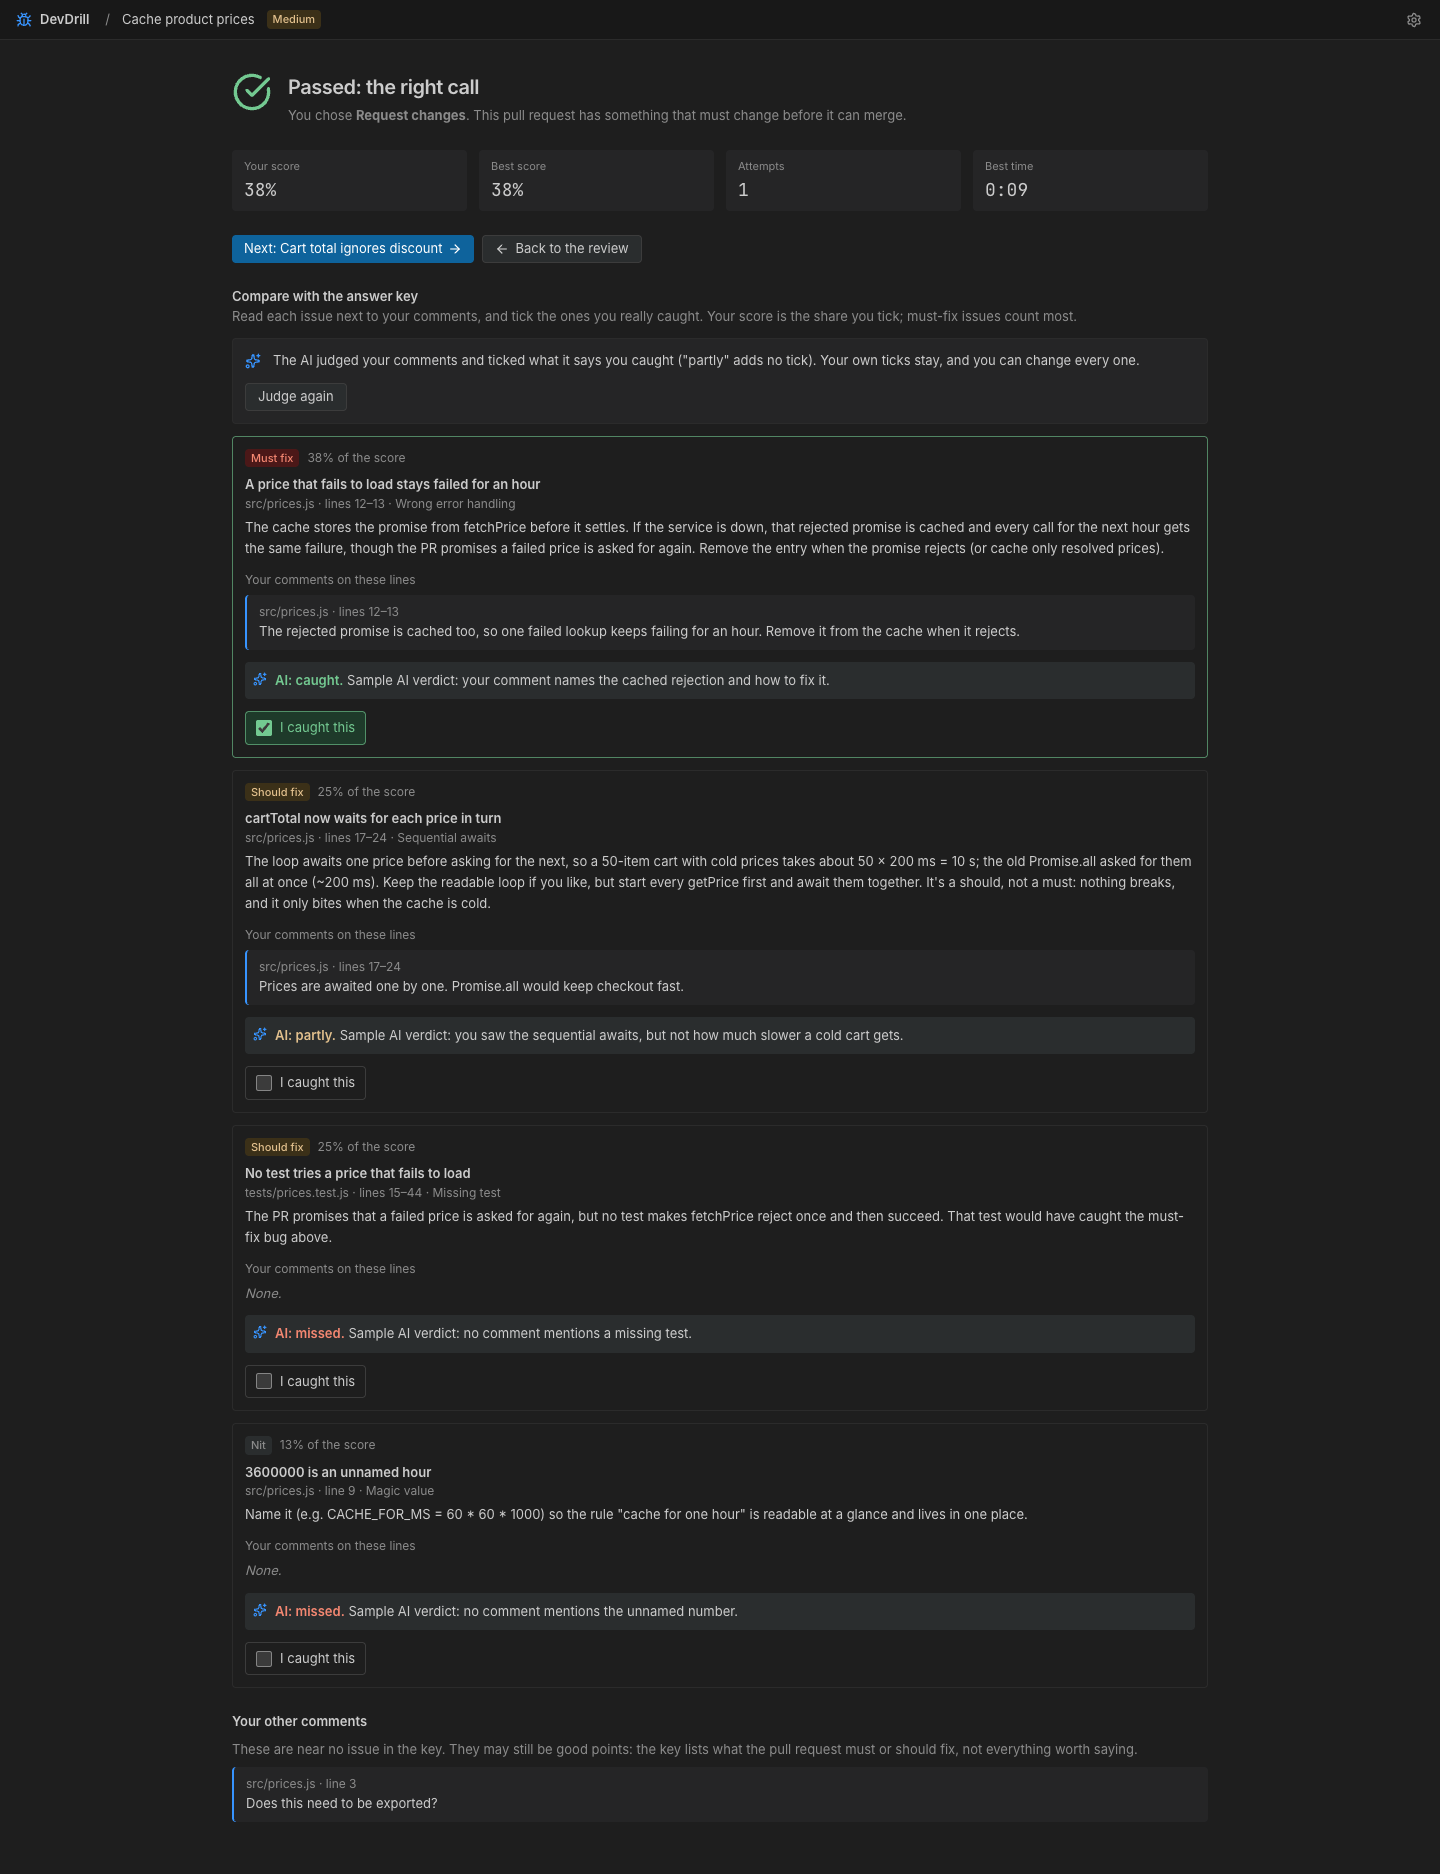 DevDrill / Cache product prices Medium
Passed: the right call
You chose Request changes. This pull request has something that must change before it can merge.
Your score Best score Attempts Best time
38% 38% 1 0:09
Next: Cart total ignores discount → ← Back to the review
Compare with the answer key
Read each issue next to your comments, and tick the ones you really caught. Your score is the share you tick; must-fix issues count most.
The AI judged your comments and ticked what it says you caught ("partly" adds no tick). Your own ticks stay, and you can change every one.
Judge again
Must fix 38% of the score
A price that fails to load stays failed for an hour
src/prices.js · lines 12–13 · Wrong error handling
The cache stores the promise from fetchPrice before it settles. If the service is down, that rejected promise is cached and every call for the next hour gets
the same failure, though the PR promises a failed price is asked for again. Remove the entry when the promise rejects (or cache only resolved prices).
Your comments on these lines
src/prices.js · lines 12–13
The rejected promise is cached too, so one failed lookup keeps failing for an hour. Remove it from the cache when it rejects.
AI: caught. Sample AI verdict: your comment names the cached rejection and how to fix it.
I caught this
Should fix 25% of the score
cartTotal now waits for each price in turn
src/prices.js · lines 17–24 · Sequential awaits
The loop awaits one price before asking for the next, so a 50-item cart with cold prices takes about 50 × 200 ms = 10 s; the old Promise.all asked for them
all at once (~200 ms). Keep the readable loop if you like, but start every getPrice first and await them together. It's a should, not a must: nothing breaks,
and it only bites when the cache is cold.
Your comments on these lines
src/prices.js · lines 17–24
Prices are awaited one by one. Promise.all would keep checkout fast.
AI: partly. Sample AI verdict: you saw the sequential awaits, but not how much slower a cold cart gets.
I caught this
Should fix 25% of the score
No test tries a price that fails to load
tests/prices.test.js · lines 15–44 · Missing test
The PR promises that a failed price is asked for again, but no test makes fetchPrice reject once and then succeed. That test would have caught the must-
fix bug above.
Your comments on these lines
None.
AI: missed. Sample AI verdict: no comment mentions a missing test.
I caught this
Nit 13% of the score
3600000 is an unnamed hour
src/prices.js · line 9 · Magic value
Name it (e.g. CACHE_FOR_MS = 60 * 60 * 1000) so the rule "cache for one hour" is readable at a glance and lives in one place.
Your comments on these lines
None.
AI: missed. Sample AI verdict: no comment mentions the unnamed number.
I caught this
Your other comments
These are near no issue in the key. They may still be good points: the key lists what the pull request must or should fix, not everything worth saying.
src/prices.js · line 3
Does this need to be exported?